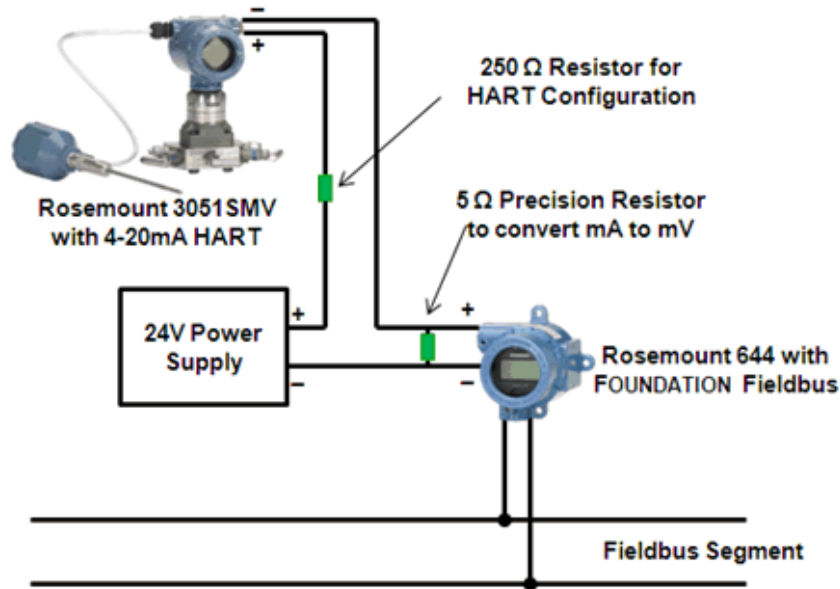 −
+
250 Ω Resistor for
HART Configuration
Rosemount 3051SMV
with 4-20mA HART
5 Ω Precision Resistor
to convert mA to mV
24V Power
Supply
+
−
+
−
Rosemount 644 with
FOUNDATION Fieldbus
Fieldbus Segment